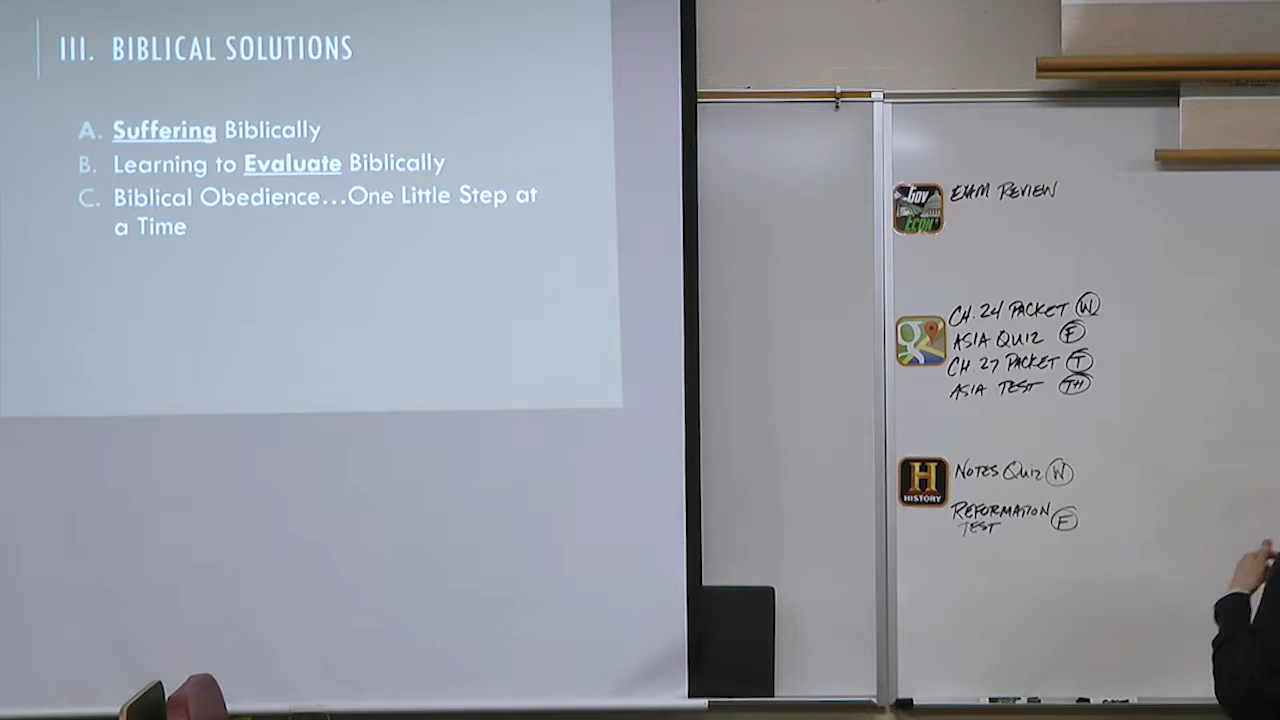 III. BIBLICAL SOLUTIONS
A. Suffering Biblically
B. Learning to Evaluate Biblically
C. Biblical Obedience...One Little Step at
a Time
GOV
ECON
EXAM REVIEW
CH. 24 PACKET W
ASIA QUIZ F
CH 27 PACKET T
ASIA TEST TH
H
HISTORY
NOTES QUIZ W
REFORMATION
TEST F